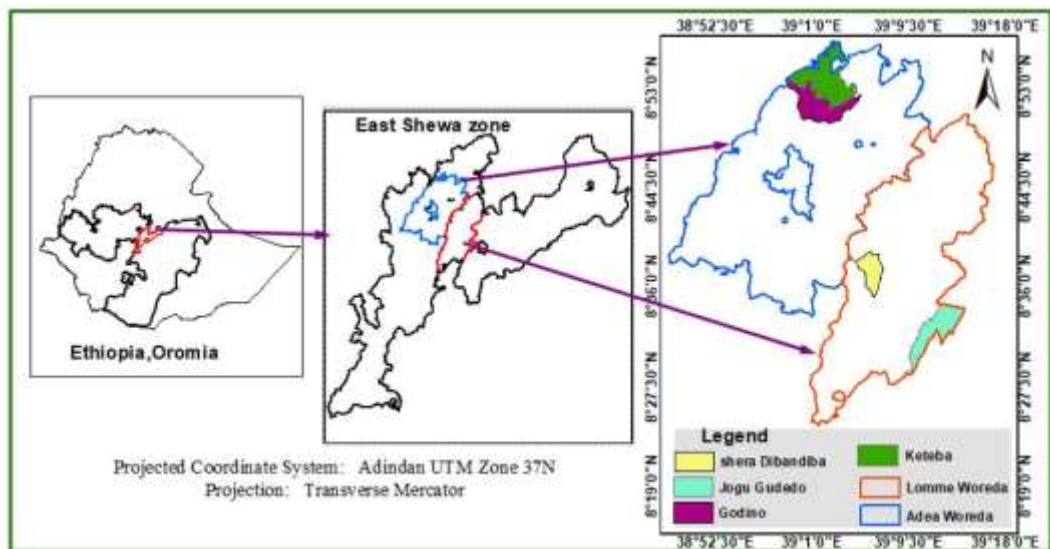 38°52'30"E 39°1'0"E 39°9'30"E 39°18'0"E
N
8°53'0"N
8°53'0"N
East Shewa zone
8°44'30"N
8°44'30"N
8°36'0"N
8°36'0"N
Ethiopia,Oromia
8°27'30"N
8°27'30"N
Legend
shera Dibandiba
Keteba
Jogu Gudedo
Lomme Woreda
Godino
Adea Woreda
Projected Coordinate System: Adindan UTM Zone 37N
Projection: Transverse Mercator
8°19'0"N
8°19'0"N
38°52'30"E 39°1'0"E 39°9'30"E 39°18'0"E